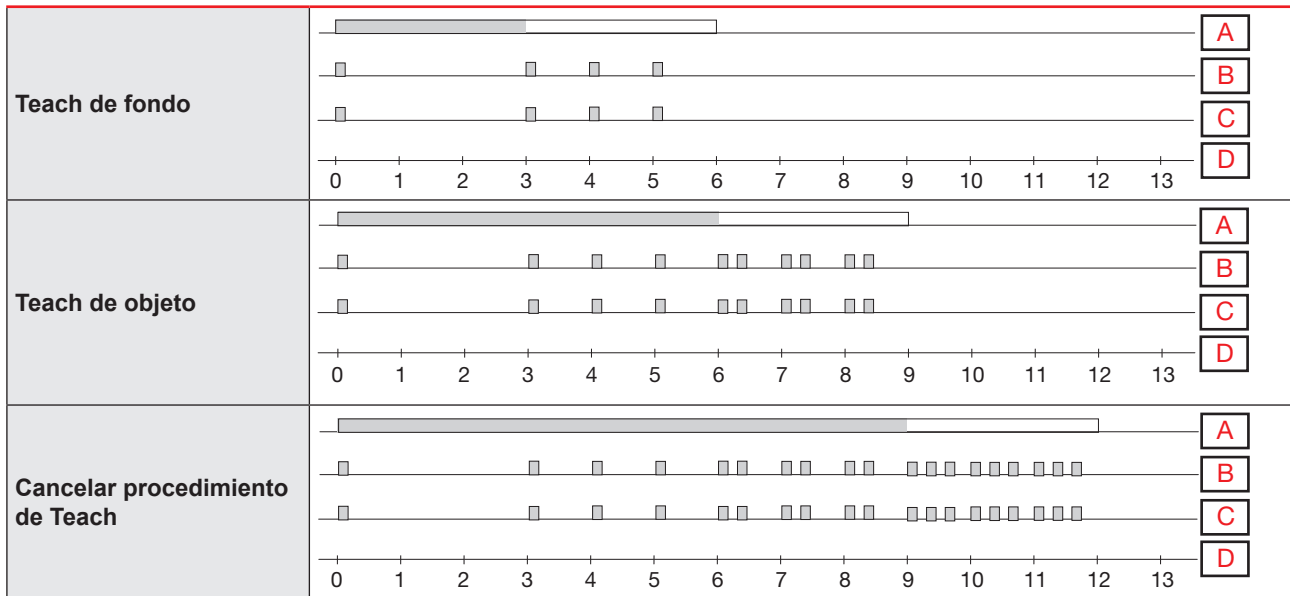 A
B
Teach de fondo
C
D
0 1 2 3 4 5 6 7 8 9 10 11 12 13
A
B
Teach de objeto
C
D
0 1 2 3 4 5 6 7 8 9 10 11 12 13
A
B
Cancelar procedimiento
de Teach
C
D
0 1 2 3 4 5 6 7 8 9 10 11 12 13